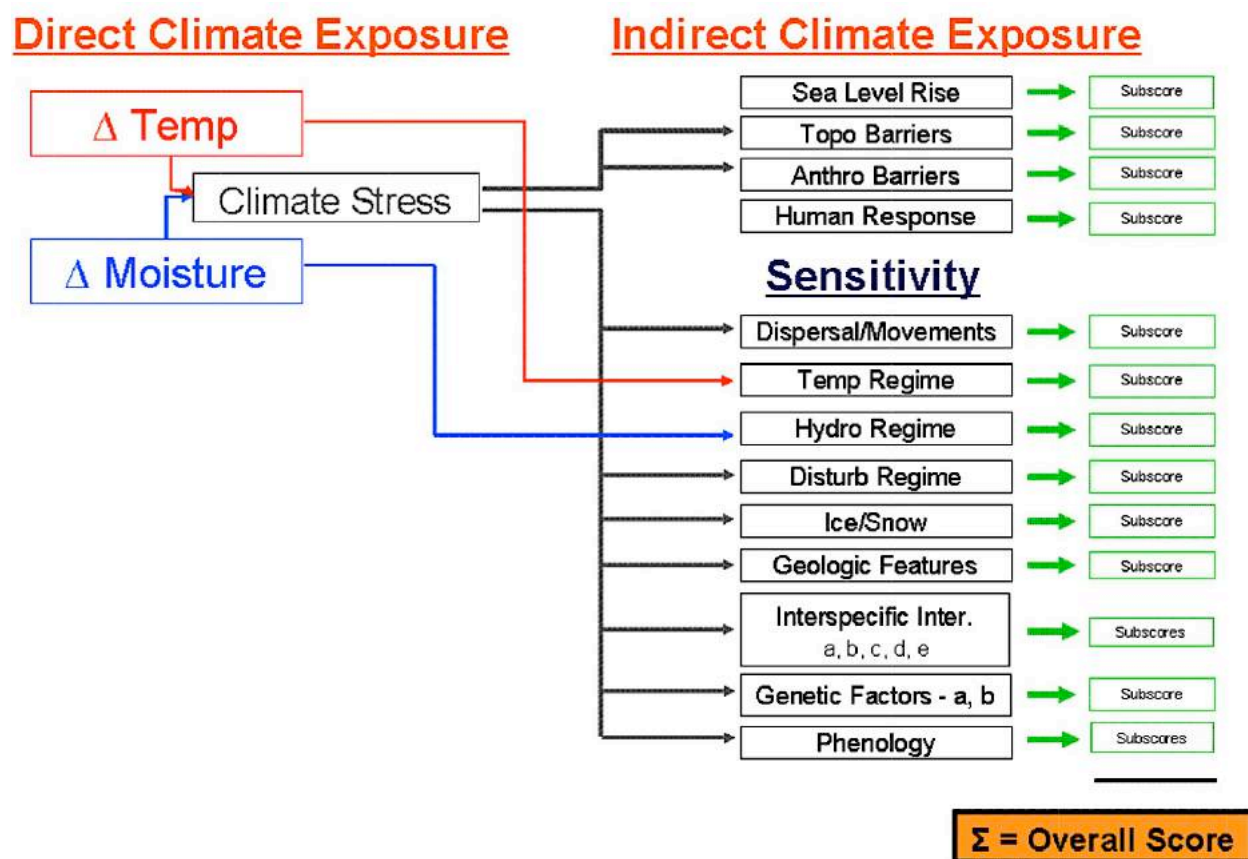 Direct Climate Exposure
Indirect Climate Exposure
Δ Temp
Climate Stress
Δ Moisture
Sea Level Rise
Subscore
Topo Barriers
Subscore
Anthro Barriers
Subscore
Human Response
Subscore
Sensitivity
Dispersal/Movements
Subscore
Temp Regime
Subscore
Hydro Regime
Subscore
Disturb Regime
Subscore
Ice/Snow
Subscore
Geologic Features
Subscore
Interspecific Inter.
a, b, c, d, e
Subscores
Genetic Factors - a, b
Subscore
Phenology
Subscores
Σ = Overall Score